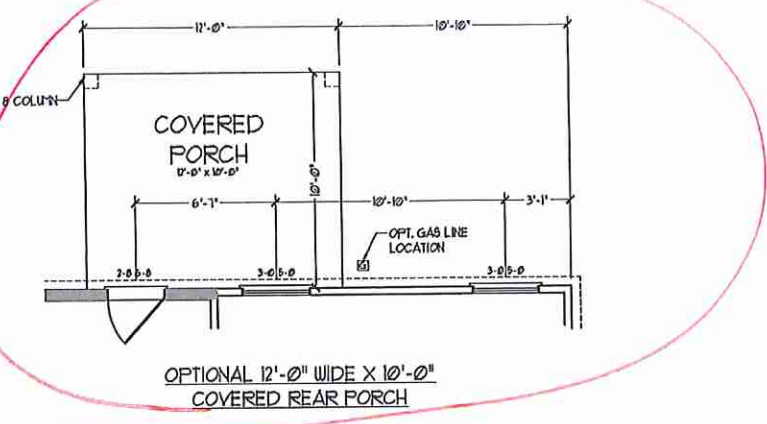 12'-0"
10'-10"
8 COLUMN
COVERED
PORCH
12'-0" x 10'-0"
10'-0"
6'-7"
10'-10"
3'-1"
OPT. GAS LINE
LOCATION
G
2-8 6-8
3-0 5-0
3-0 5-0
OPTIONAL 12'-0" WIDE X 10'-0"
COVERED REAR PORCH